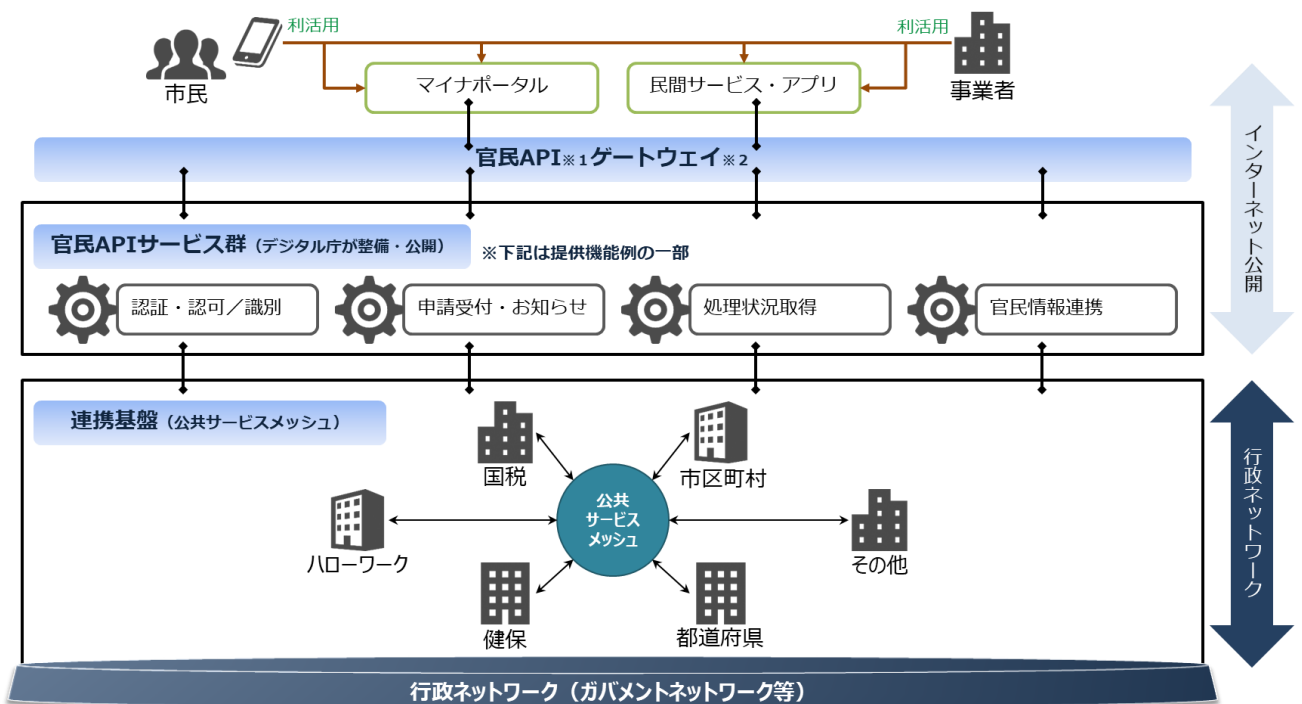 利活用
利活用
市民
マイナポータル
民間サービス・アプリ
事業者
官民API※1ゲートウェイ※2
インターネット公開
官民APIサービス群（デジタル庁が整備・公開）
※下記は提供機能例の一部
認証・認可／識別
申請受付・お知らせ
処理状況取得
官民情報連携
連携基盤（公共サービスメッシュ）
国税
市区町村
公共
サービス
メッシュ
ハローワーク
その他
健保
都道府県
行政ネットワーク
行政ネットワーク（ガバメントネットワーク等）